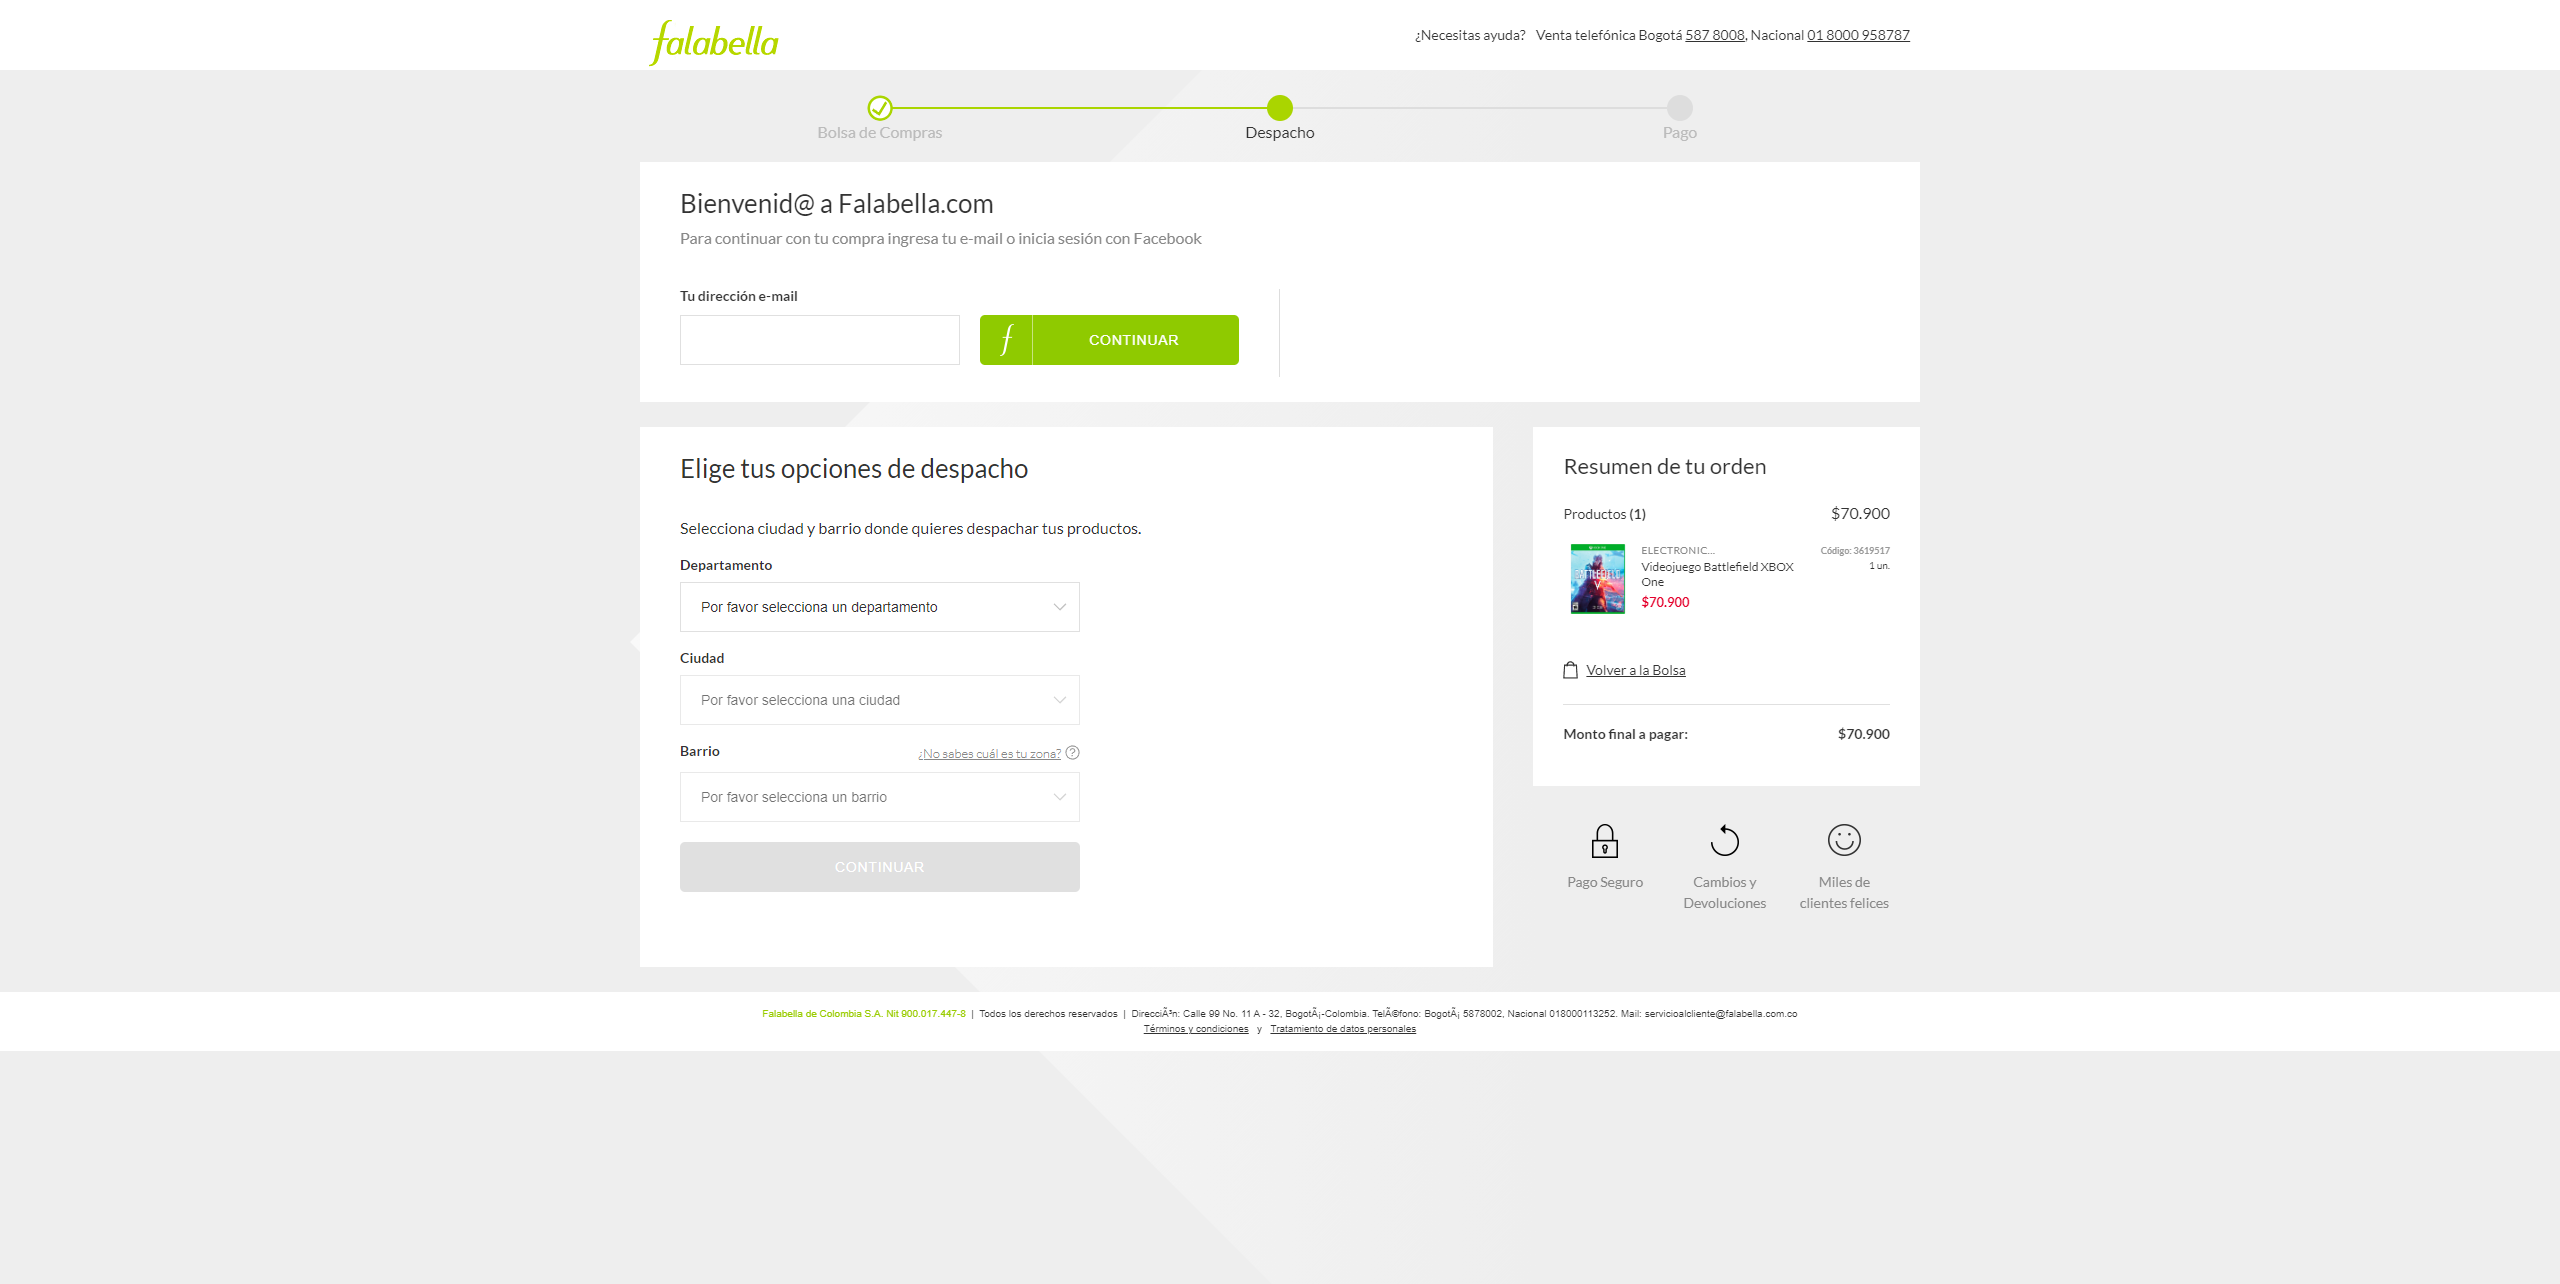 falabella
¿Necesitas ayuda? Venta telefónica Bogotá 587 8008, Nacional 01 8000 958787
Bolsa de Compras
Despacho
Pago
Bienvenid@ a Falabella.com
Para continuar con tu compra ingresa tu e-mail o inicia sesión con Facebook
Tu dirección e-mail
f CONTINUAR
Elige tus opciones de despacho
Selecciona ciudad y barrio donde quieres despachar tus productos.
Departamento
Por favor selecciona un departamento
Ciudad
Por favor selecciona una ciudad
Barrio ¿No sabes cuál es tu zona? ?
Por favor selecciona un barrio
CONTINUAR
Resumen de tu orden
Productos (1) $70.900
ELECTRONIC... Código: 3619517
Videojuego Battlefield XBOX 1 un.
One
$70.900
BATTLEFIELD
V
Volver a la Bolsa
Monto final a pagar: $70.900
Pago Seguro
Cambios y
Devoluciones
Miles de
clientes felices
Falabella de Colombia S.A. Nit 900.017.447-8 | Todos los derechos reservados | DirecciÃ³n: Calle 99 No. 11 A - 32, BogotÃ¡-Colombia. TelÃ©fono: BogotÃ¡ 5878002, Nacional 018000113252. Mail: servicioalcliente@falabella.com.co
Términos y condiciones y Tratamiento de datos personales